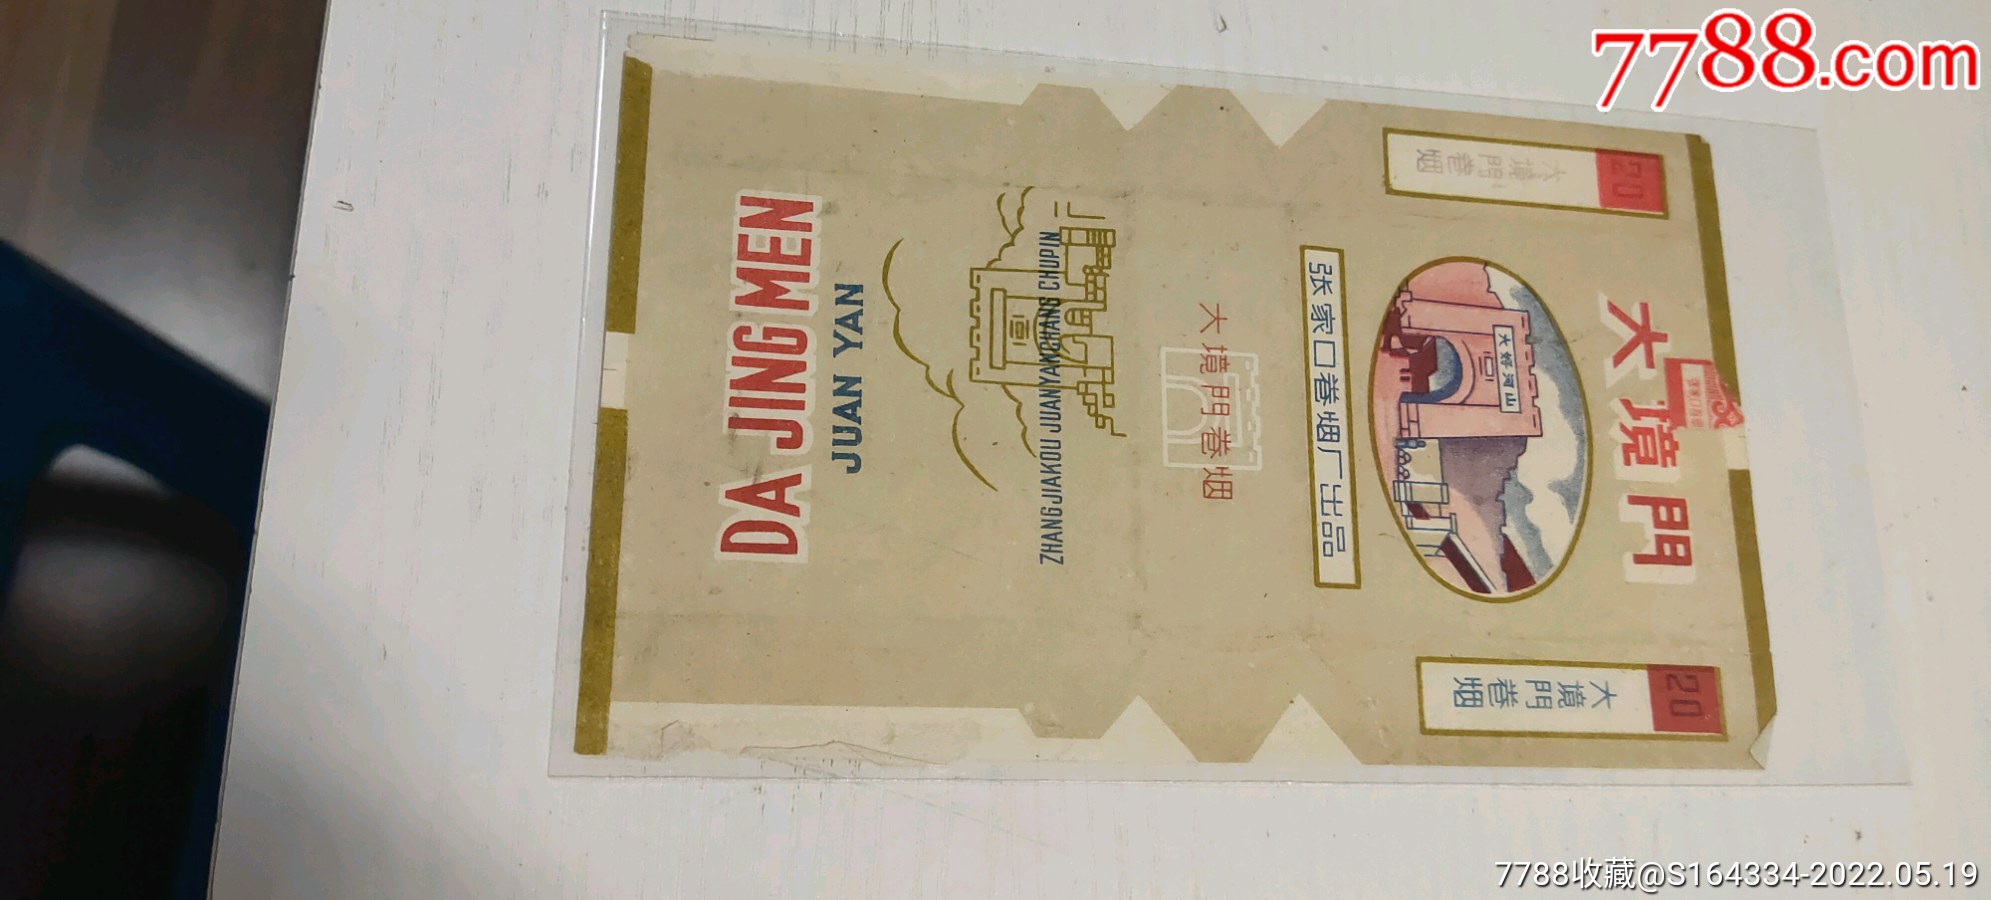 7788.com
DA JING MEN
JUAN YAN
ZHANGJIAKOU JUANYANCHANG CHUPIN
大境門卷烟
张家口卷烟厂出品
大好河山
大境門
大境門卷烟
20
大境門卷烟
20
7788收藏@S164334-2022.05.19